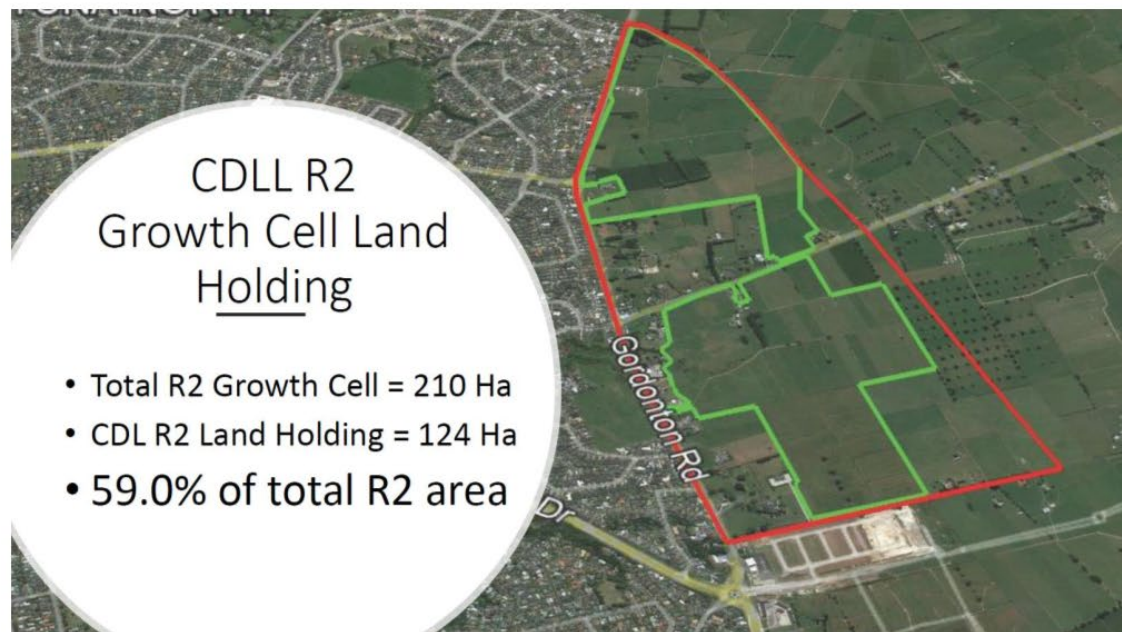 CDLL R2
Growth Cell Land
Holding
• Total R2 Growth Cell = 210 Ha
• CDL R2 Land Holding = 124 Ha
• 59.0% of total R2 area
Gordonton Rd
Dr